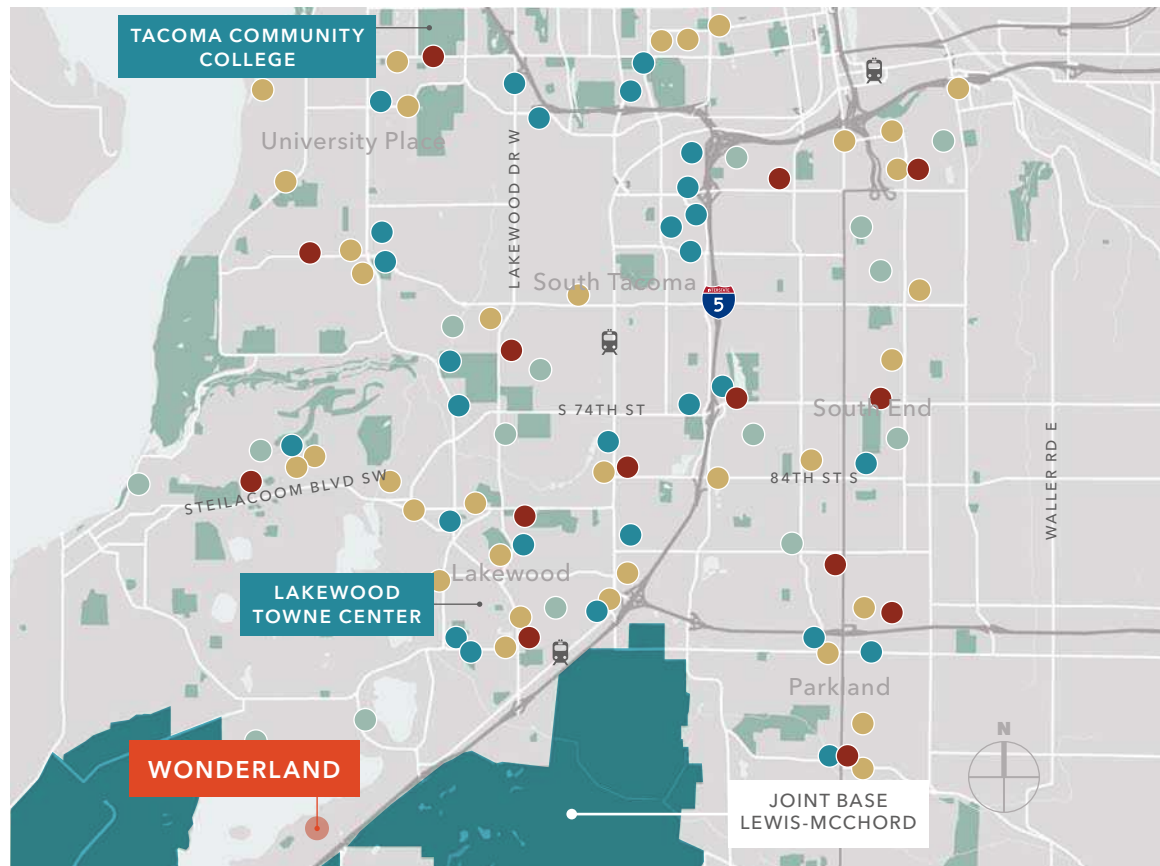 TACOMA COMMUNITY
COLLEGE
University Place
LAKEWOOD DR W
South Tacoma
INTERSTATE
5
S 74TH ST
South End
84TH ST S
WALLER RD E
STEILACOOM BLVD SW
Lakewood
LAKEWOOD
TOWNE CENTER
Parkland
WONDERLAND
N
JOINT BASE
LEWIS-MCCHORD